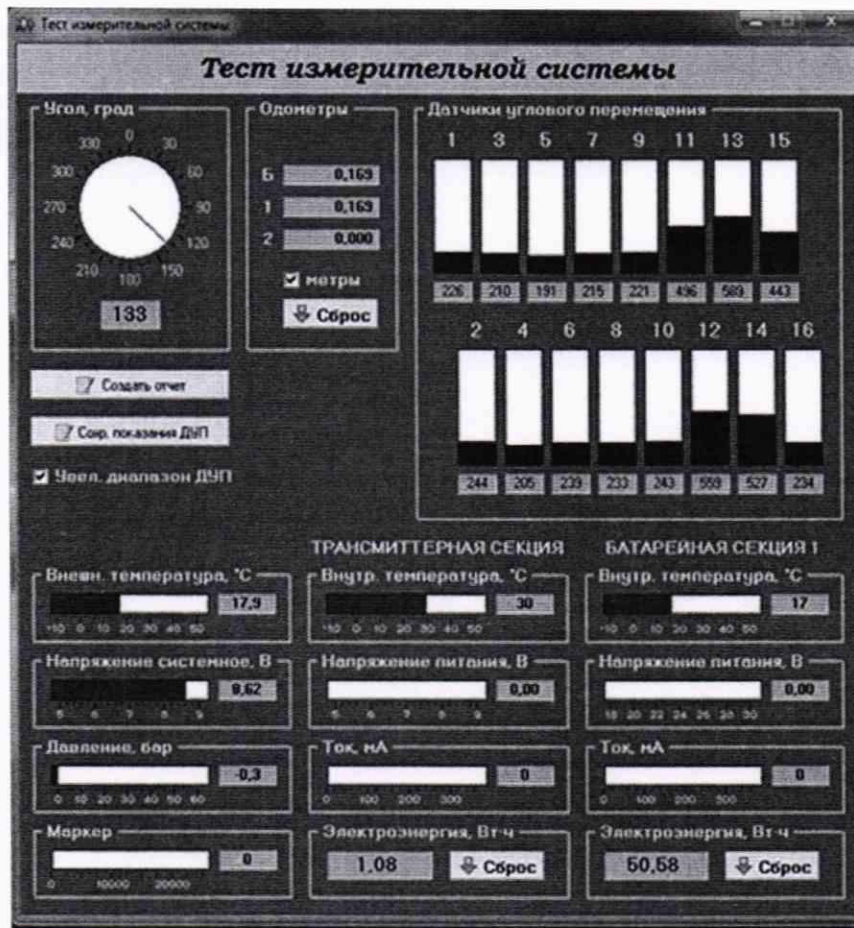 Тест измерительной системы
Тест измерительной системы
Угол, град
0
330 30
300 60
270 90
240 120
210 150
180
133
Одометры
Б 0,169
1 0,169
2 0,000
метры
Сброс
Датчики углового перемещения
1 3 5 7 9 11 13 15
226 210 191 215 221 496 589 443
2 4 6 8 10 12 14 16
244 205 239 233 243 559 527 234
Создать отчет
Сохр. показания ДУП
Увел. диапазон ДУП
ТРАНСМИТТЕРНАЯ СЕКЦИЯ БАТАРЕЙНАЯ СЕКЦИЯ 1
Внешн. температура, °C Внутр. температура, °C Внутр. температура, °C
17,9 30 17
-10 0 10 20 30 40 50 -10 0 10 20 30 40 50 -10 0 10 20 30 40 50
Напряжение системное, В Напряжение питания, В Напряжение питания, В
8,62 0,00 0,00
5 6 7 8 9 5 6 7 8 9 18 20 22 24 26 28 30
Давление, бар Ток, мА Ток, мА
-0,3 0 0
0 10 20 30 40 50 60 0 100 200 300 0 100 200 300
Маркер Электроэнергия, Вт·ч Электроэнергия, Вт·ч
0 1,08 Сброс 50,58 Сброс
0 10000 20000